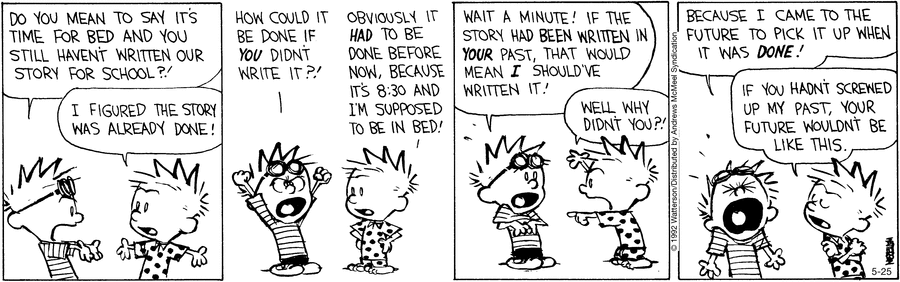 DO YOU MEAN TO SAY IT'S
TIME FOR BED AND YOU
STILL HAVEN'T WRITTEN OUR
STORY FOR SCHOOL?!
I FIGURED THE STORY
WAS ALREADY DONE!
HOW COULD IT
BE DONE IF
YOU DIDN'T
WRITE IT?!
OBVIOUSLY IT
HAD TO BE
DONE BEFORE
NOW, BECAUSE
IT'S 8:30 AND
I'M SUPPOSED
TO BE IN BED!
WAIT A MINUTE! IF THE
STORY HAD BEEN WRITTEN IN
YOUR PAST, THAT WOULD
MEAN I SHOULD'VE
WRITTEN IT!
WELL WHY
DIDN'T YOU?!
© 1992 Watterson/Distributed by Andrews McMeel Syndication
BECAUSE I CAME TO THE
FUTURE TO PICK IT UP WHEN
IT WAS DONE!
IF YOU HADN'T SCREWED
UP MY PAST, YOUR
FUTURE WOULDN'T BE
LIKE THIS.
WATTERSON
5-25